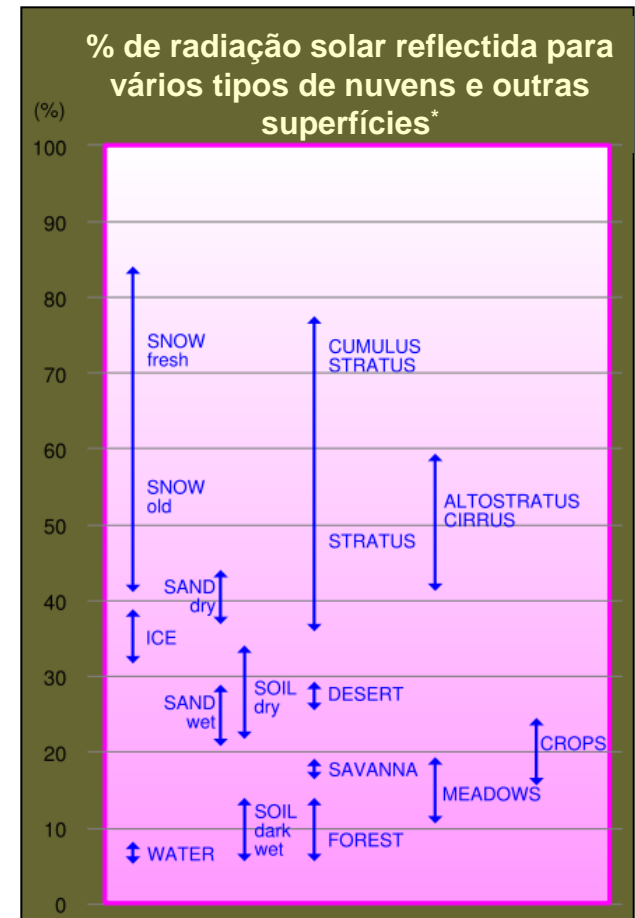 % de radiação solar reflectida para
vários tipos de nuvens e outras
superfícies*
(%)
100
90
80
70
60
50
40
30
20
10
0
SNOW
fresh
SNOW
old
ICE
WATER
SAND
dry
SAND
wet
SOIL
dry
SOIL
dark
wet
CUMULUS
STRATUS
STRATUS
DESERT
SAVANNA
FOREST
ALTOSTRATUS
CIRRUS
MEADOWS
CROPS